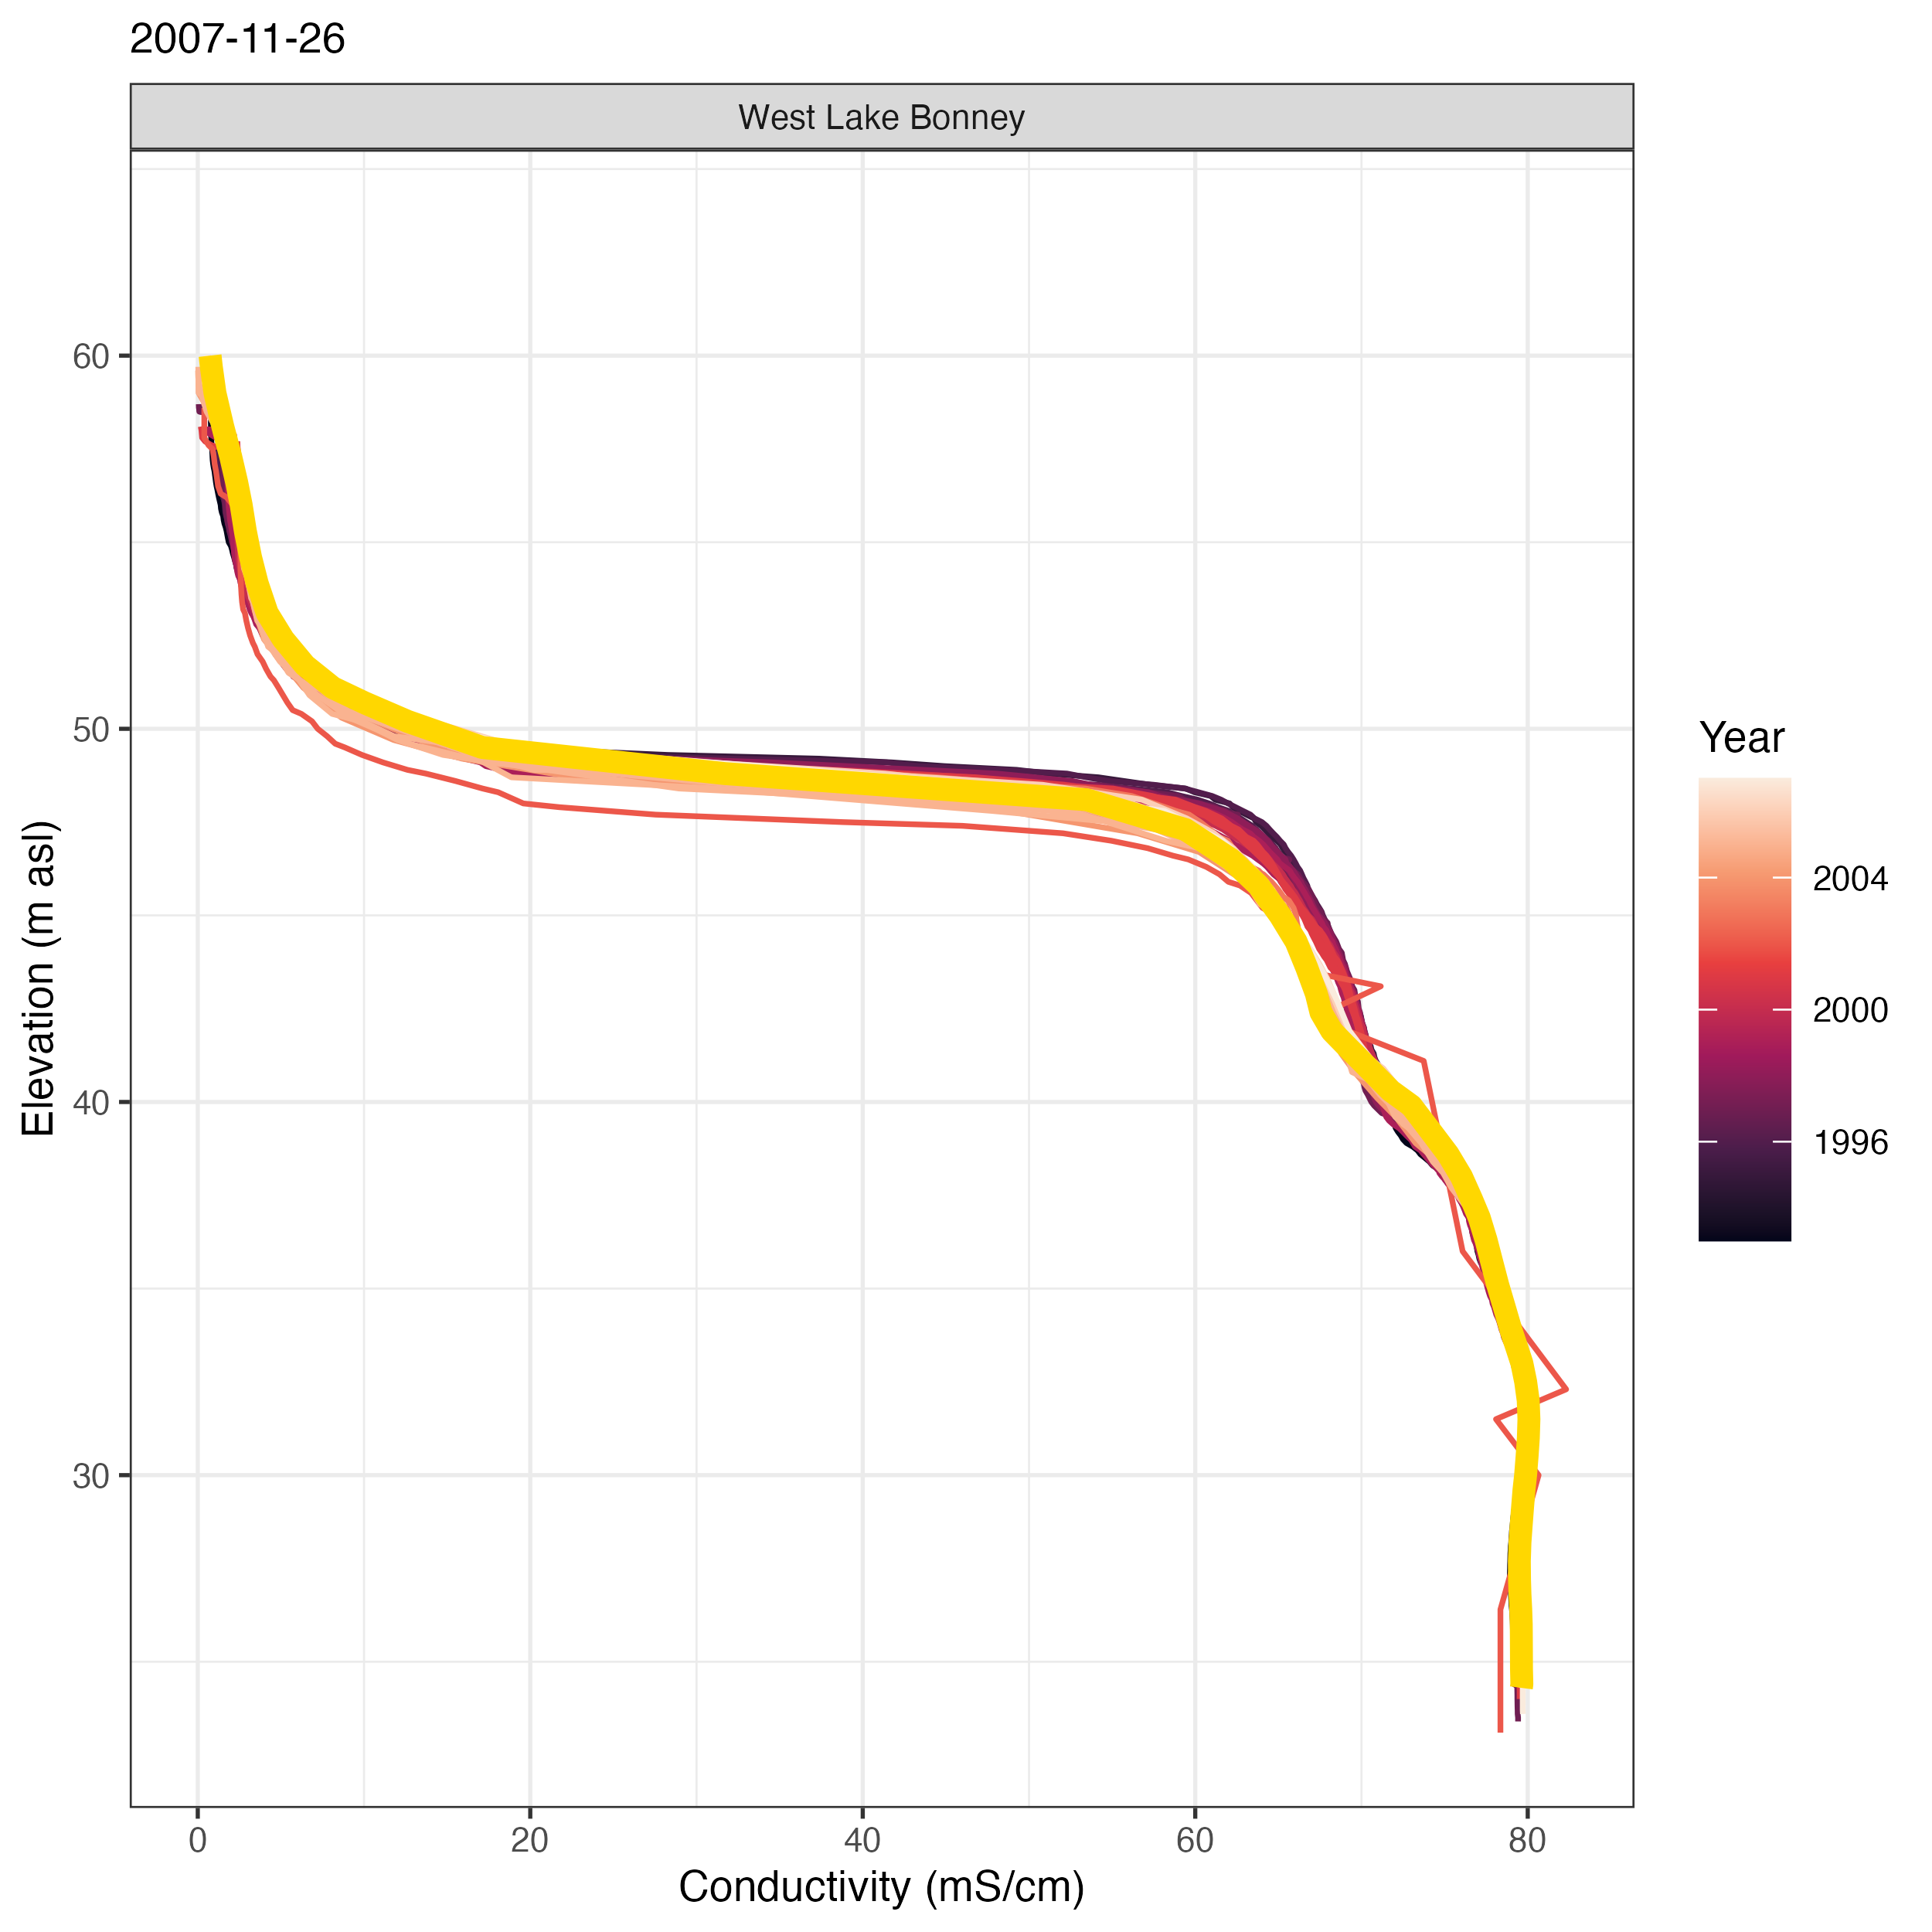 2007-11-26
West Lake Bonney
60
50
40
30
Elevation (m asl)
0 20 40 60 80
Conductivity (mS/cm)
Year
2004
2000
1996